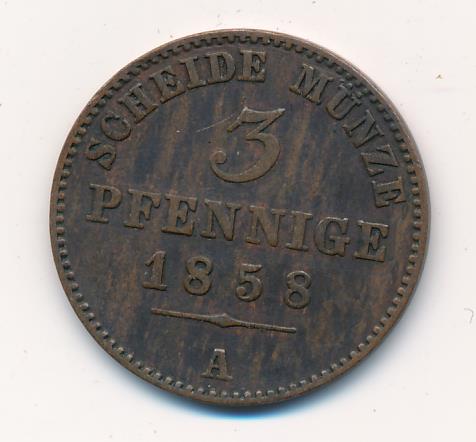 SCHEIDE MÜNZE
3
PFENNIGE
1858
A